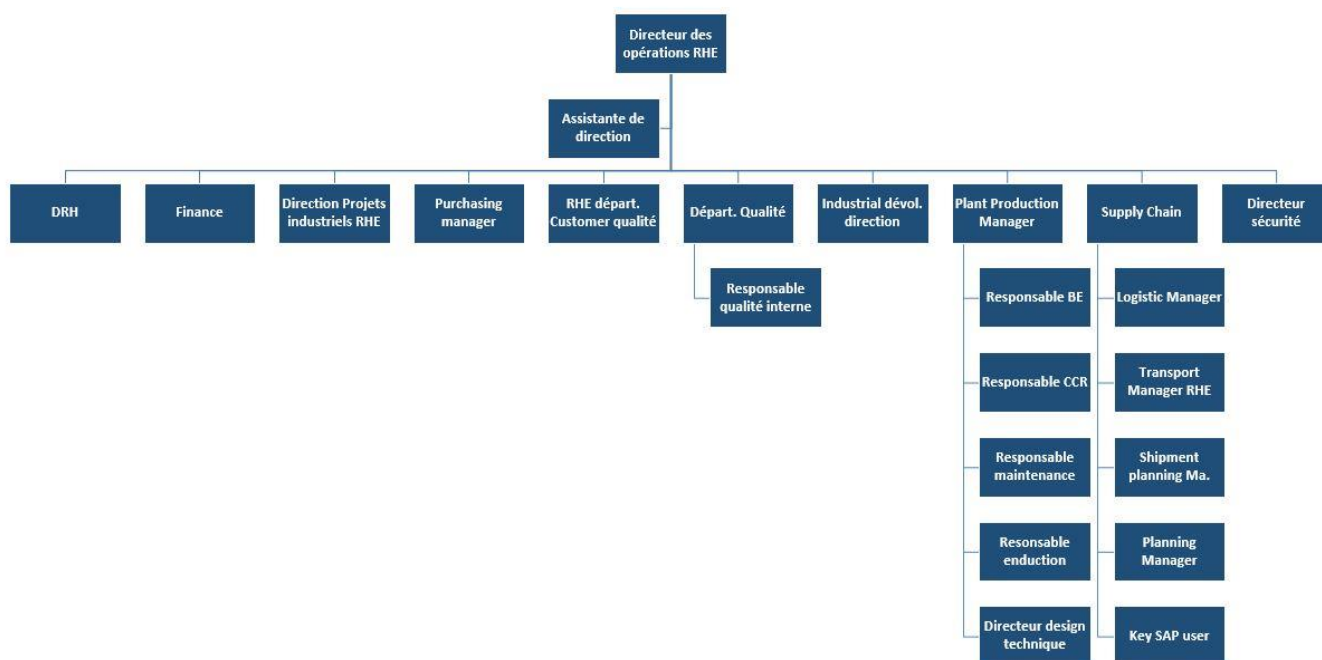 Directeur des
opérations RHE
Assistante de
direction
DRH
Finance
Direction Projets
industriels RHE
Purchasing
manager
RHE départ.
Customer qualité
Départ. Qualité
Industrial dévol.
direction
Plant Production
Manager
Supply Chain
Directeur
sécurité
Responsable
qualité interne
Responsable BE
Responsable CCR
Responsable
maintenance
Resonsable
enduction
Directeur design
technique
Logistic Manager
Transport
Manager RHE
Shipment
planning Ma.
Planning
Manager
Key SAP user